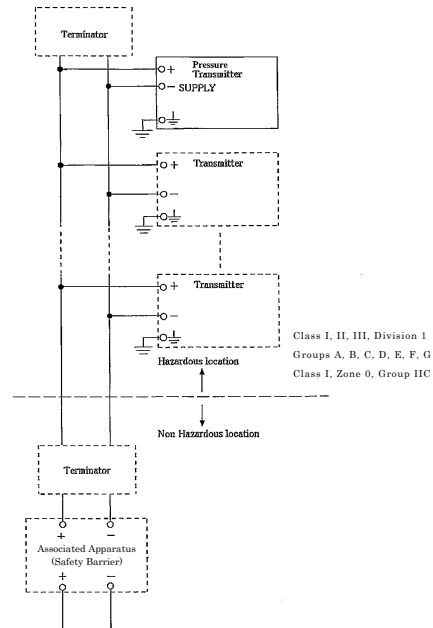 Terminator
+ Pressure
Transmitter
− SUPPLY
+ Transmitter
−
+ Transmitter
−
Class I, II, III, Division 1
Groups A, B, C, D, E, F, G
Class I, Zone 0, Group IIC
Hazardous location
Non Hazardous location
Terminator
+ −
Associated Apparatus
(Safety Barrier)
+ −